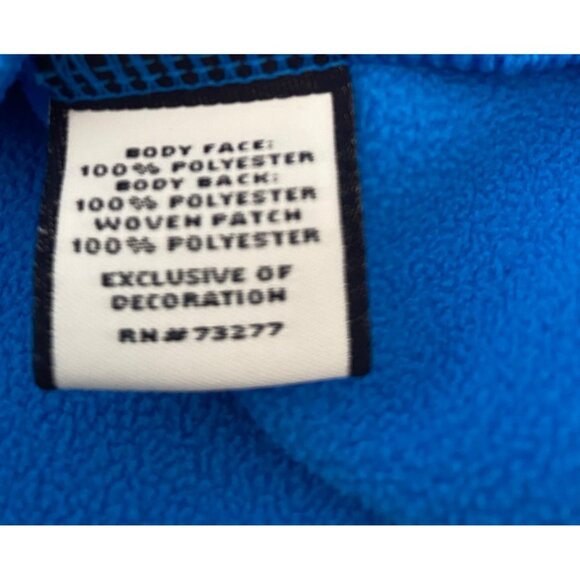 BODY FACE:
100% POLYESTER
BODY BACK:
100% POLYESTER
WOVEN PATCH
100% POLYESTER
EXCLUSIVE OF
DECORATION
RN#73277